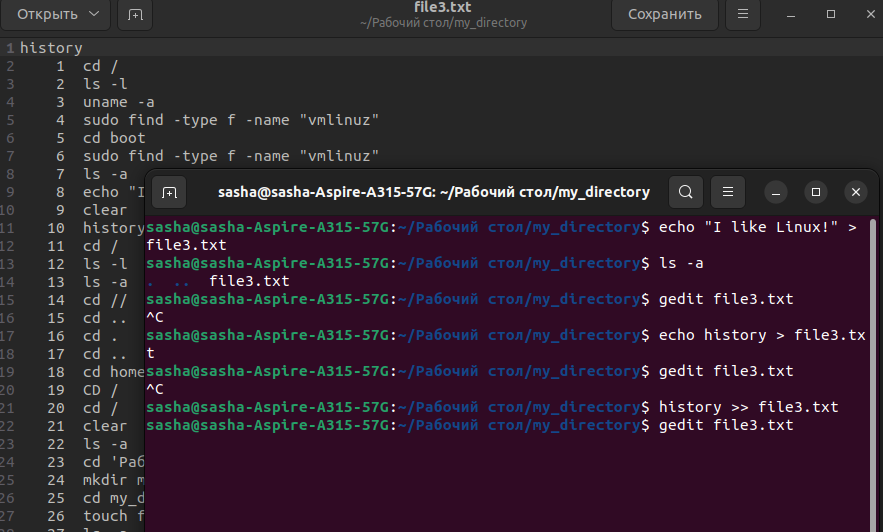 Открыть
file3.txt
~/Рабочий стол/my_directory
Сохранить
1 history
2 1 cd /
3 2 ls -l
4 3 uname -a
5 4 sudo find -type f -name "vmlinuz"
6 5 cd boot
7 6 sudo find -type f -name "vmlinuz"
8 7 ls -a
9 8 echo "I
10 9 clear
11 10 history
12 11 cd /
13 12 ls -l
14 13 ls -a
15 14 cd //
16 15 cd ..
17 16 cd .
18 17 cd ..
19 18 cd home
20 19 CD /
21 20 cd /
22 21 clear
23 22 ls -a
24 23 cd 'Раб
25 24 mkdir m
26 25 cd my_d
27 26 touch f
28 27 ls -a
sasha@sasha-Aspire-A315-57G: ~/Рабочий стол/my_directory
sasha@sasha-Aspire-A315-57G:~/Рабочий стол/my_directory$ echo "I like Linux!" >
file3.txt
sasha@sasha-Aspire-A315-57G:~/Рабочий стол/my_directory$ ls -a
. .. file3.txt
sasha@sasha-Aspire-A315-57G:~/Рабочий стол/my_directory$ gedit file3.txt
^C
sasha@sasha-Aspire-A315-57G:~/Рабочий стол/my_directory$ echo history > file3.tx
t
sasha@sasha-Aspire-A315-57G:~/Рабочий стол/my_directory$ gedit file3.txt
^C
sasha@sasha-Aspire-A315-57G:~/Рабочий стол/my_directory$ history >> file3.txt
sasha@sasha-Aspire-A315-57G:~/Рабочий стол/my_directory$ gedit file3.txt